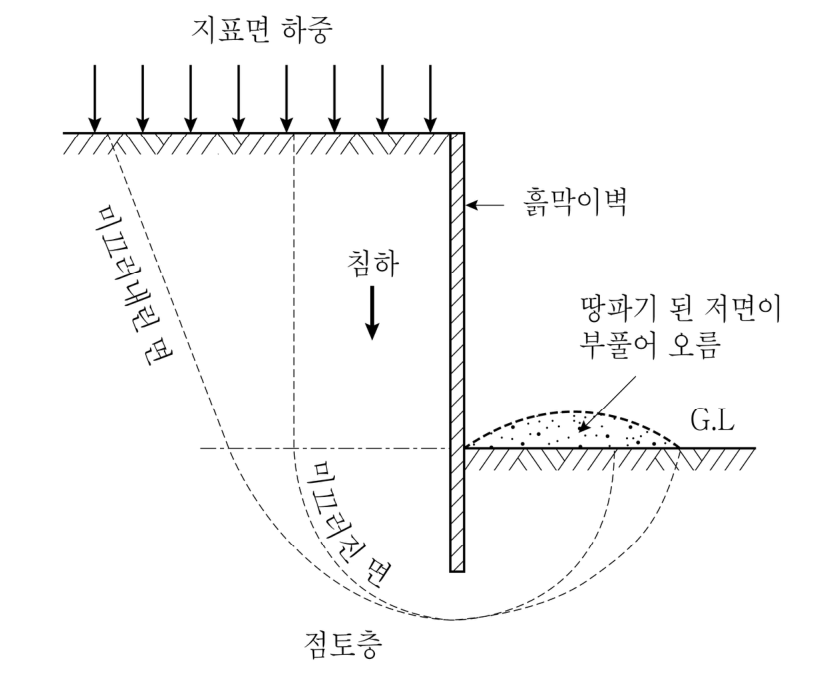 지표면 하중
흙막이벽
미끄러내린 면
침하
땅파기 된 저면이
부풀어 오름
G.L
미끄러진 면
점토층